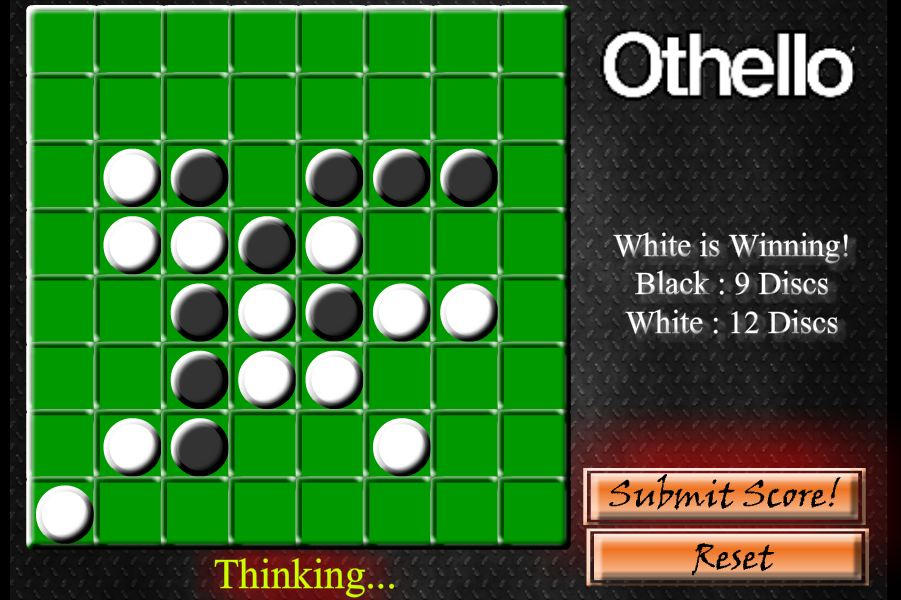 Othello
White is Winning!
Black : 9 Discs
White : 12 Discs
Submit Score!
Reset
Thinking...